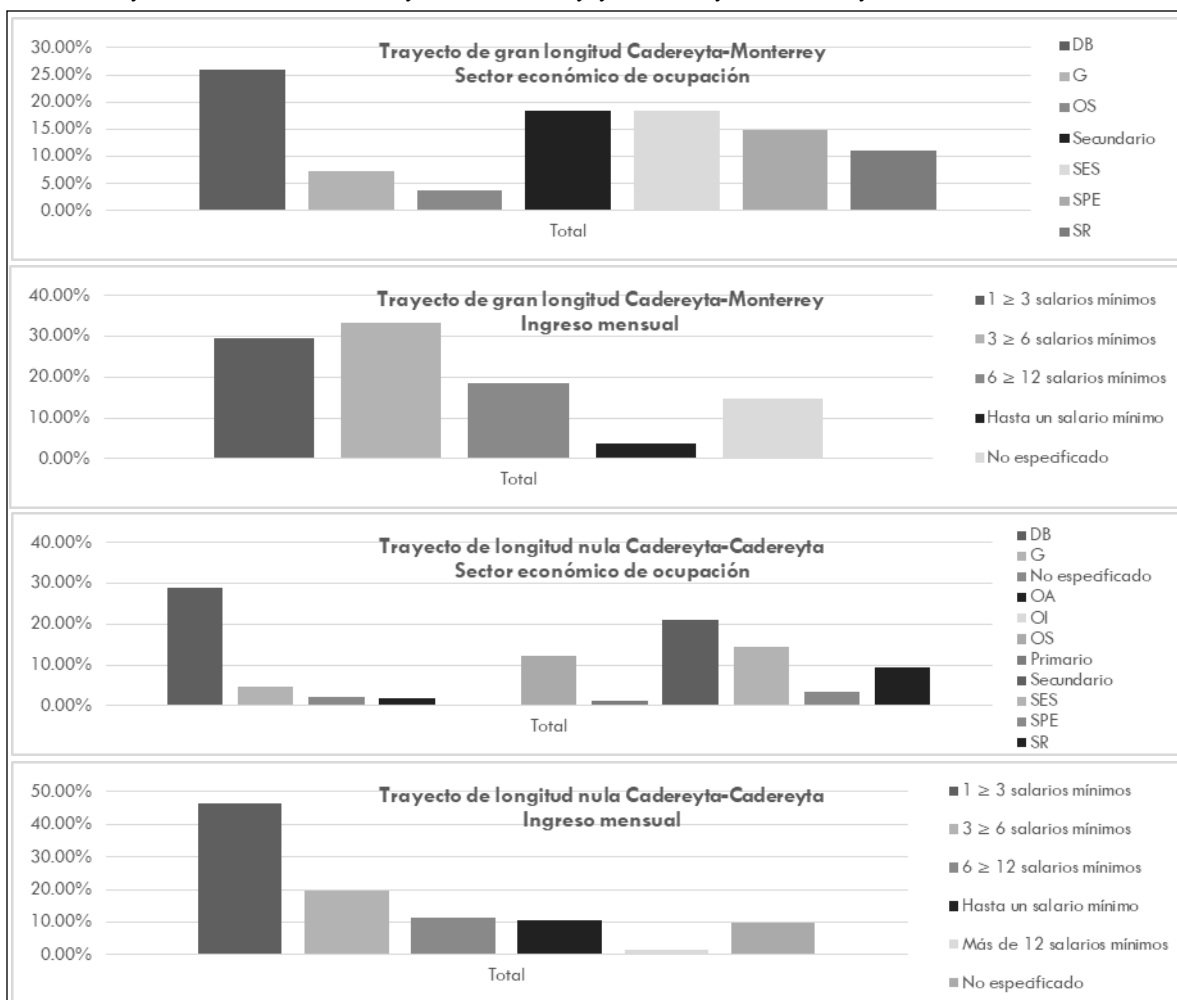 30.00%
25.00%
20.00%
15.00%
10.00%
5.00%
0.00%
Trayecto de gran longitud Cadereyta-Monterrey
Sector económico de ocupación
Total
DB
G
OS
Secundario
SES
SPE
SR
40.00%
30.00%
20.00%
10.00%
0.00%
Trayecto de gran longitud Cadereyta-Monterrey
Ingreso mensual
Total
1 ≥ 3 salarios mínimos
3 ≥ 6 salarios mínimos
6 ≥ 12 salarios mínimos
Hasta un salario mínimo
No especificado
40.00%
30.00%
20.00%
10.00%
0.00%
Trayecto de longitud nula Cadereyta-Cadereyta
Sector económico de ocupación
Total
DB
G
No especificado
OA
OI
OS
Primario
Secundario
SES
SPE
SR
50.00%
40.00%
30.00%
20.00%
10.00%
0.00%
Trayecto de longitud nula Cadereyta-Cadereyta
Ingreso mensual
Total
1 ≥ 3 salarios mínimos
3 ≥ 6 salarios mínimos
6 ≥ 12 salarios mínimos
Hasta un salario mínimo
Más de 12 salarios mínimos
No especificado